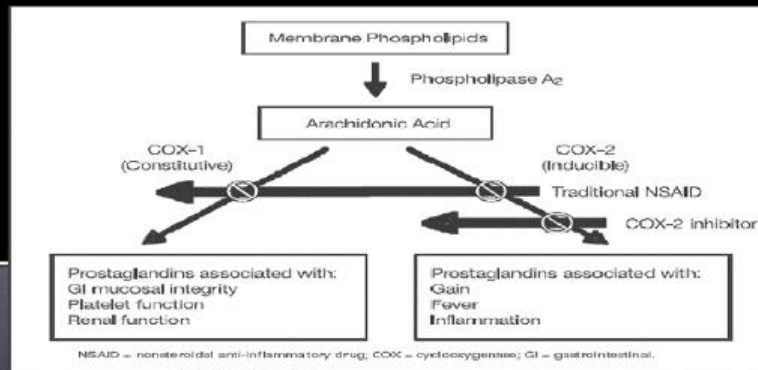 Membrane Phospholipids
Phospholipase A₂
Arachidonic Acid
COX-1
(Constitutive)
COX-2
(Inducible)
Traditional NSAID
COX-2 inhibitor
Prostaglandins associated with:
GI mucosal integrity
Platelet function
Renal function
Prostaglandins associated with:
Gain
Fever
Inflammation
NSAID = nonsteroidal anti-inflammatory drug; COX = cyclooxygenase; GI = gastrointestinal.